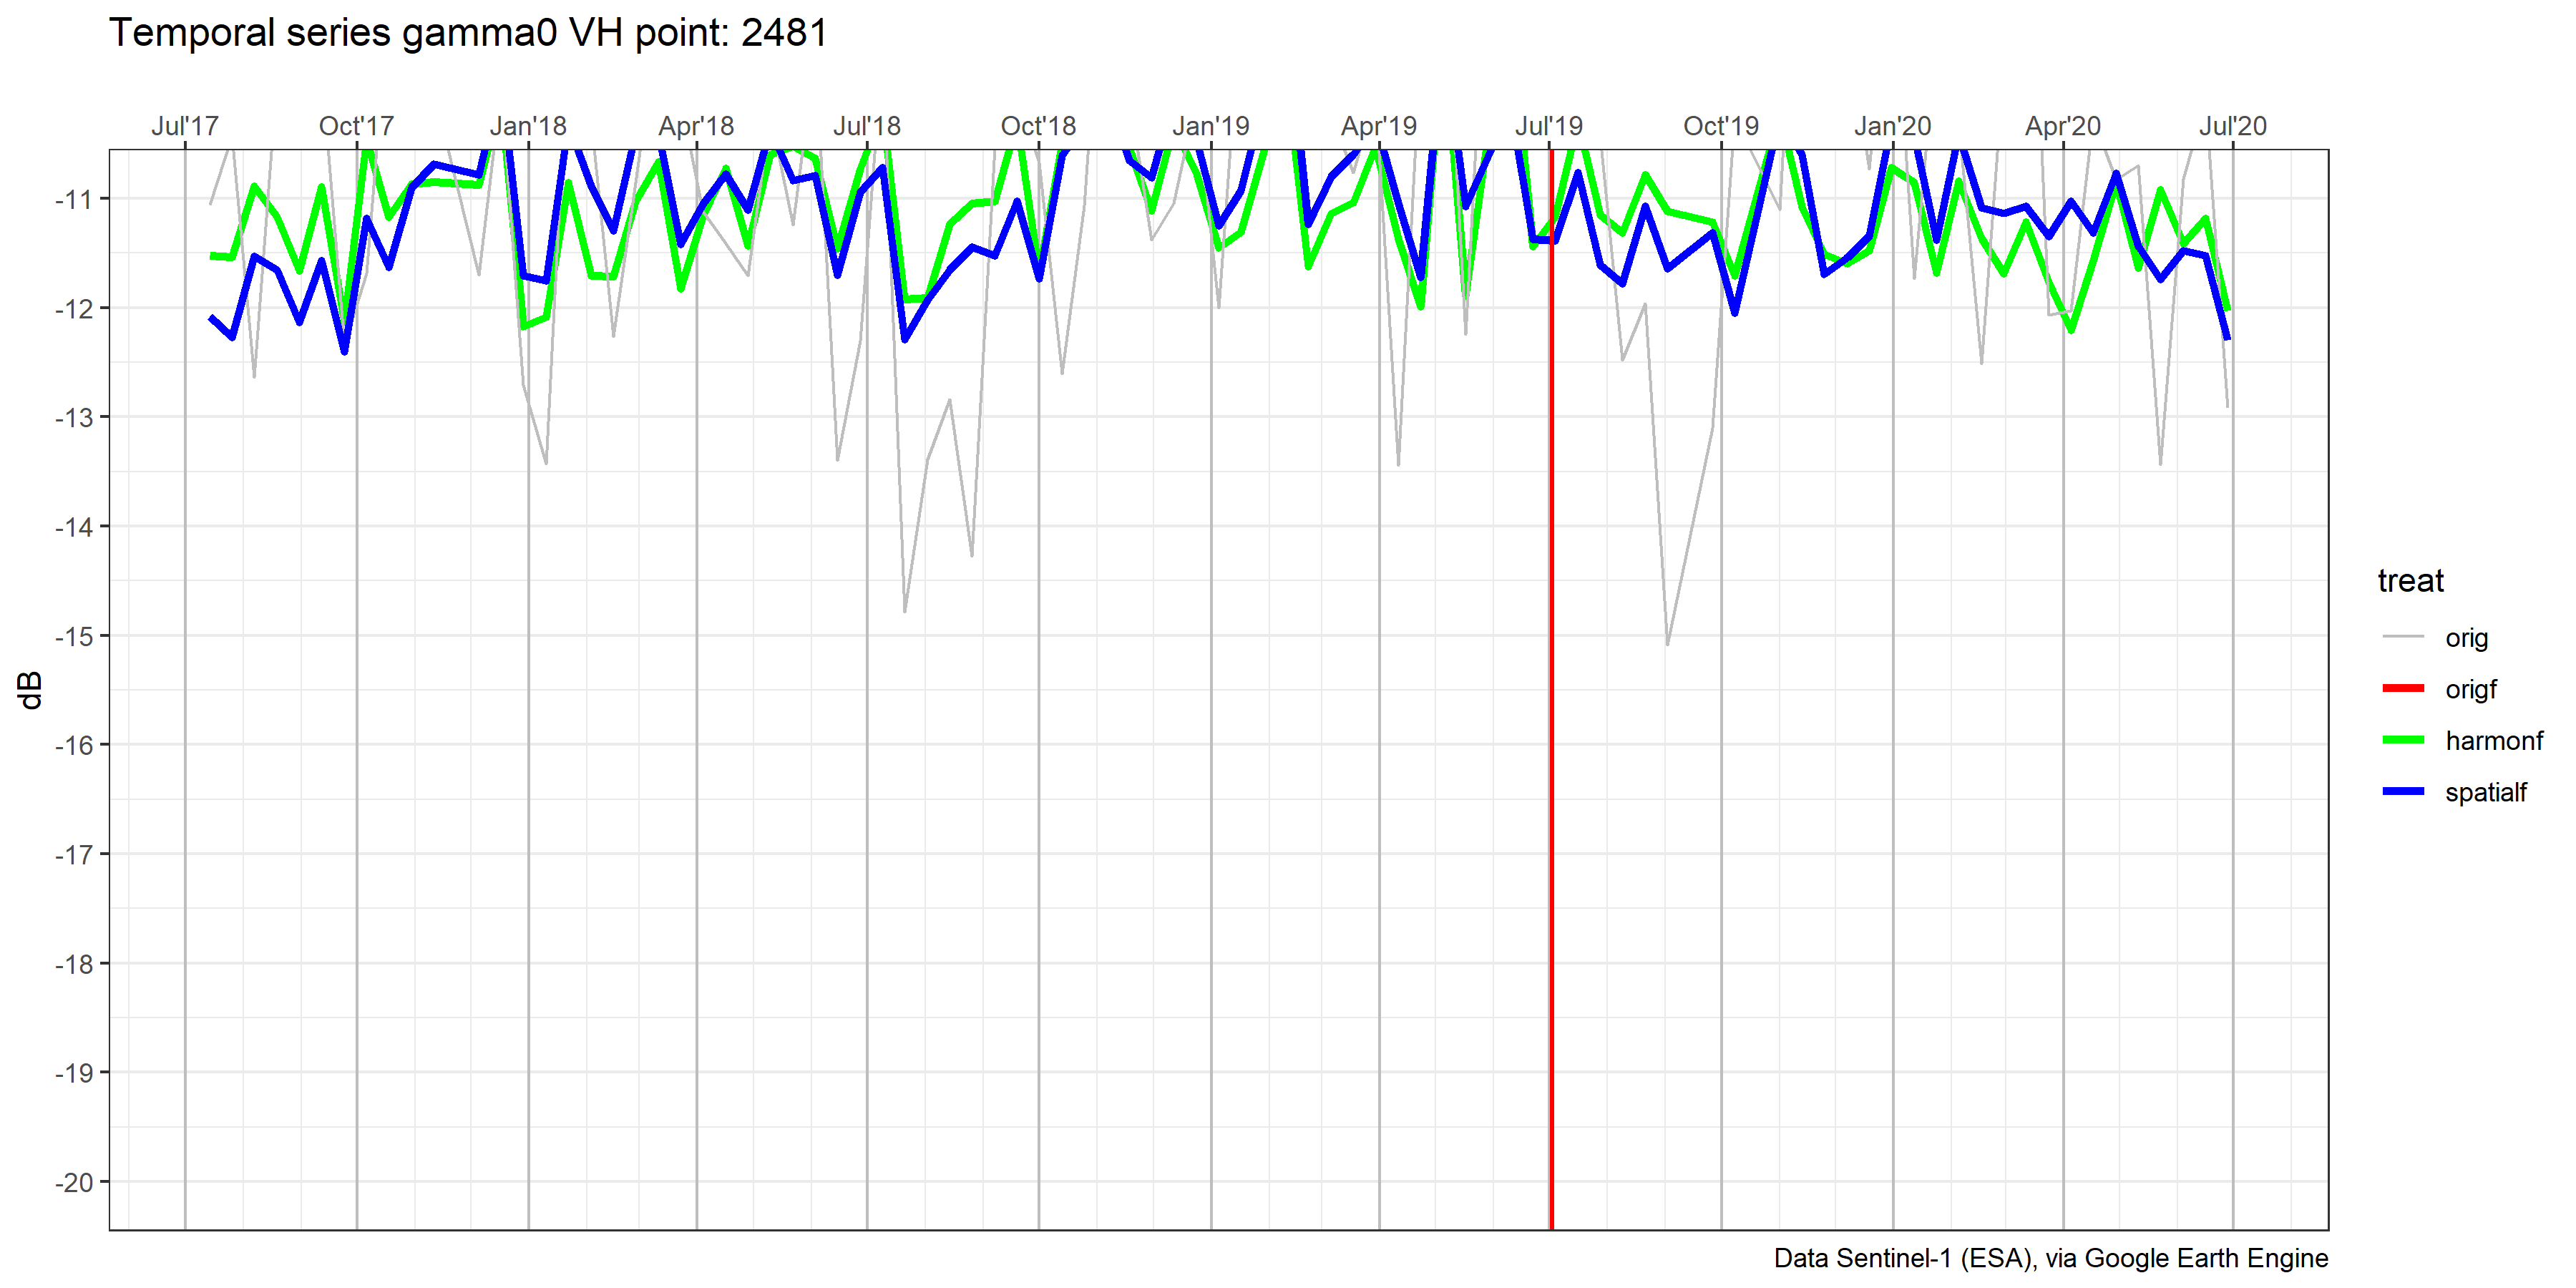 Temporal series gamma0 VH point: 2481
Jul'17 Oct'17 Jan'18 Apr'18 Jul'18 Oct'18 Jan'19 Apr'19 Jul'19 Oct'19 Jan'20 Apr'20 Jul'20
-11
-12
-13
-14
-15
-16
-17
-18
-19
-20
dB
treat
orig
origf
harmonf
spatialf
Data Sentinel-1 (ESA), via Google Earth Engine